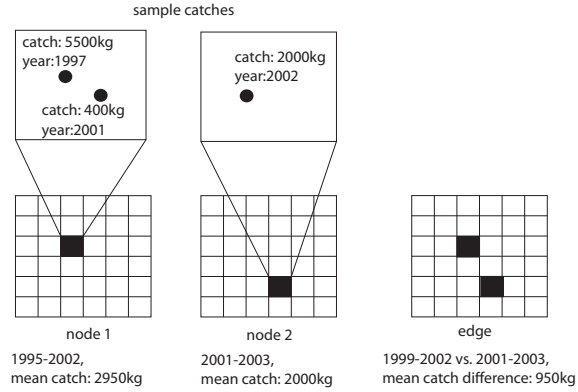 sample catches
catch: 5500kg
year:1997
catch: 400kg
year:2001
catch: 2000kg
year:2002
node 1
1995-2002,
mean catch: 2950kg
node 2
2001-2003,
mean catch: 2000kg
edge
1999-2002 vs. 2001-2003,
mean catch difference: 950kg